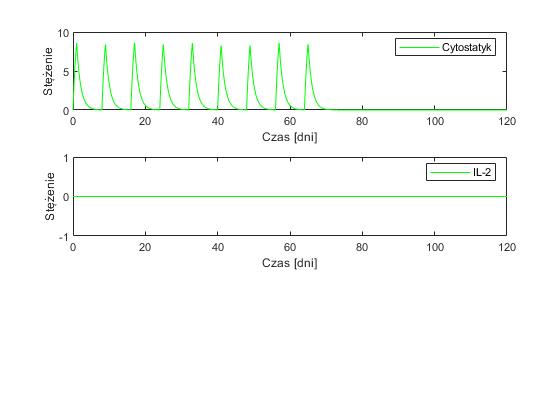 10
5
0
Stężenie
Cytostatyk
0 20 40 60 80 100 120
Czas [dni]
1
0
-1
Stężenie
IL-2
0 20 40 60 80 100 120
Czas [dni]